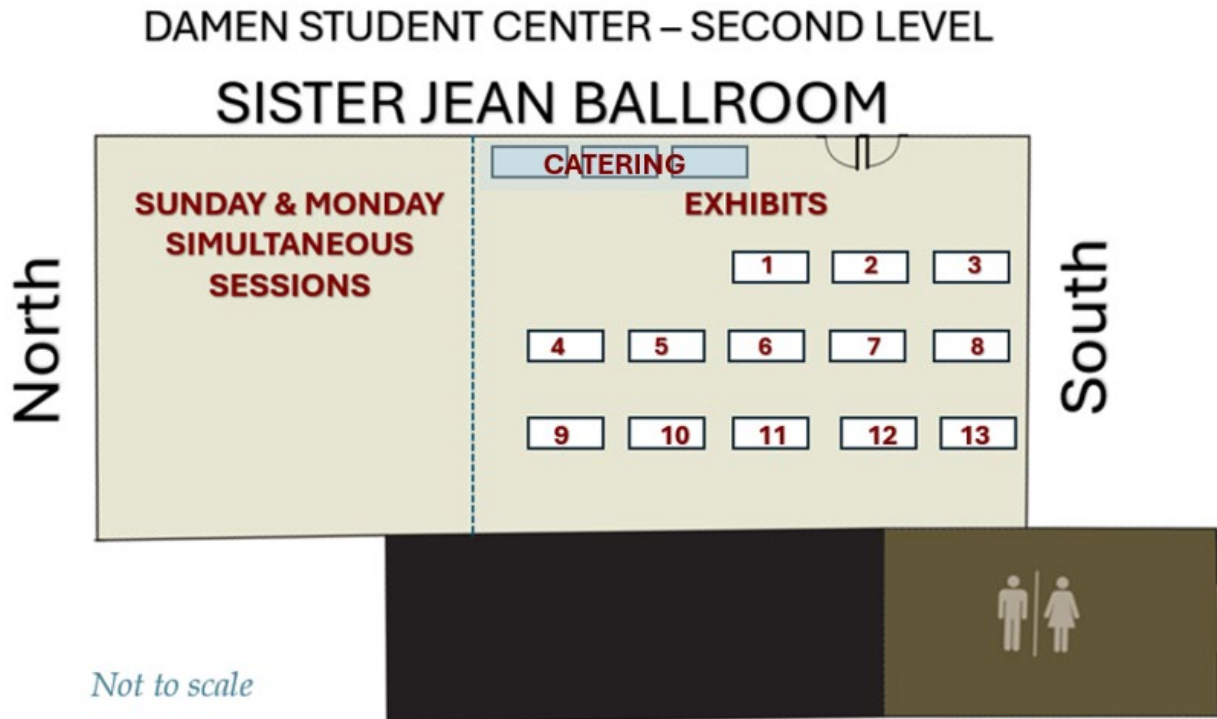 DAMEN STUDENT CENTER – SECOND LEVEL
SISTER JEAN BALLROOM
CATERING
SUNDAY & MONDAY
SIMULTANEOUS
SESSIONS
EXHIBITS
North
South
1 2 3
4 5 6 7 8
9 10 11 12 13
Not to scale